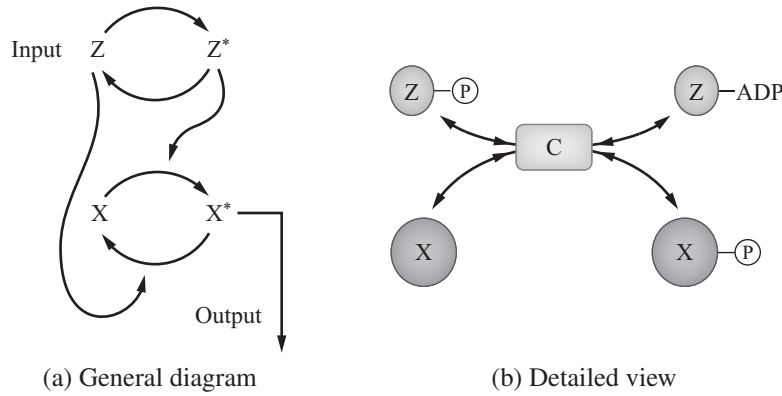 Input Z Z*
X X*
Output
(a) General diagram
Z P
Z ADP
C
X
X P
(b) Detailed view